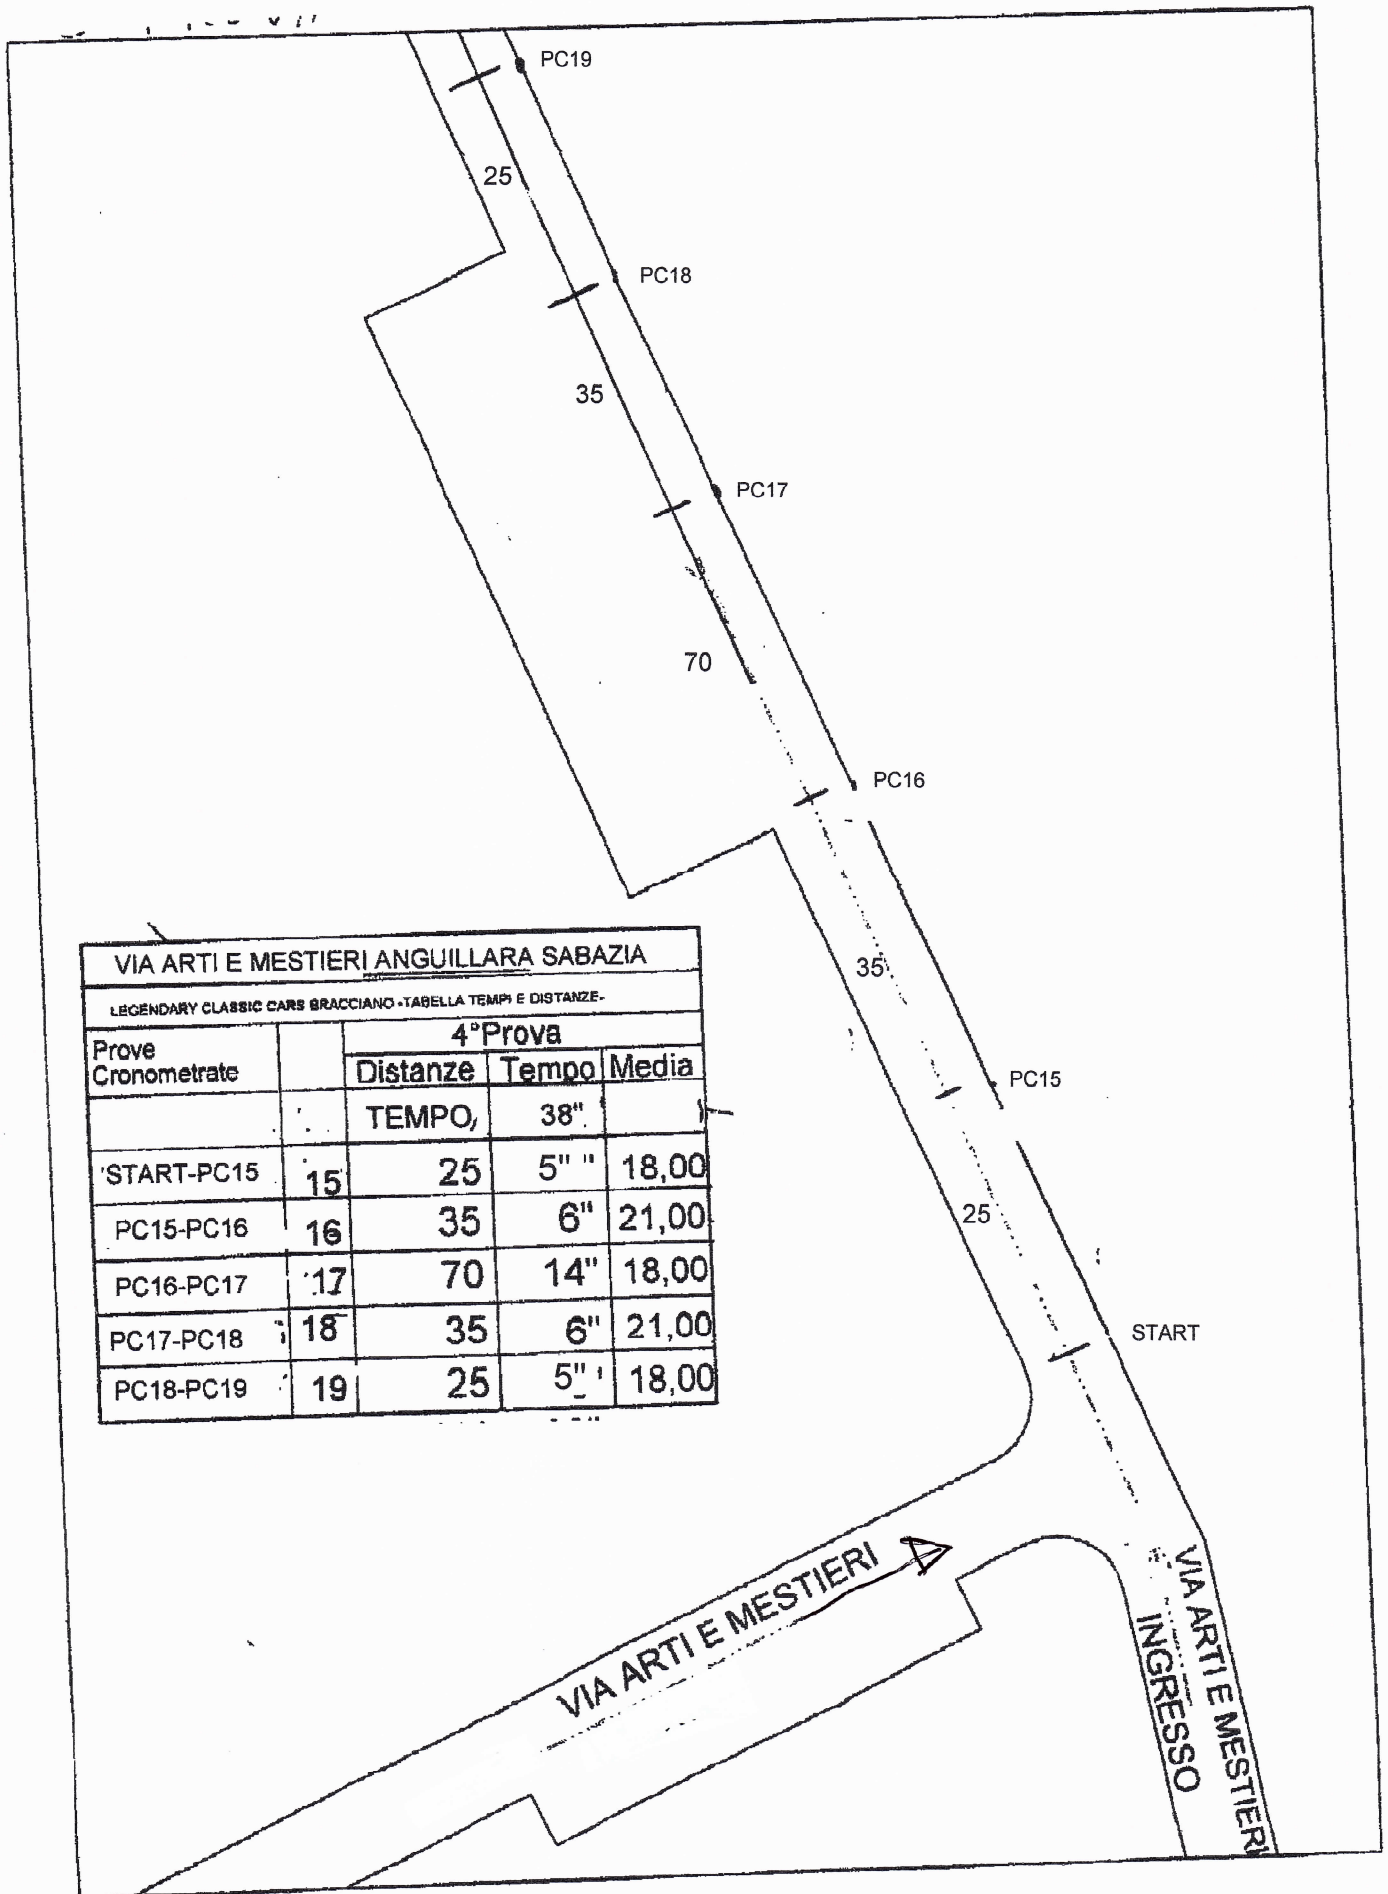 PC19
25
PC18
35
PC17
70
PC16
35
PC15
25
START
VIA ARTI E MESTIERI ANGUILLARA SABAZIA
LEGENDARY CLASSIC CARS BRACCIANO -TABELLA TEMPI E DISTANZE-
Prove Cronometrate 4°Prova
Distanze Tempo Media
TEMPO, 38"
START-PC15 15 25 5" " 18,00
PC15-PC16 16 35 6" 21,00
PC16-PC17 17 70 14" 18,00
PC17-PC18 18 35 6" 21,00
PC18-PC19 19 25 5" 18,00
VIA ARTI E MESTIERI
VIA ARTI E MESTIERI
INGRESSO